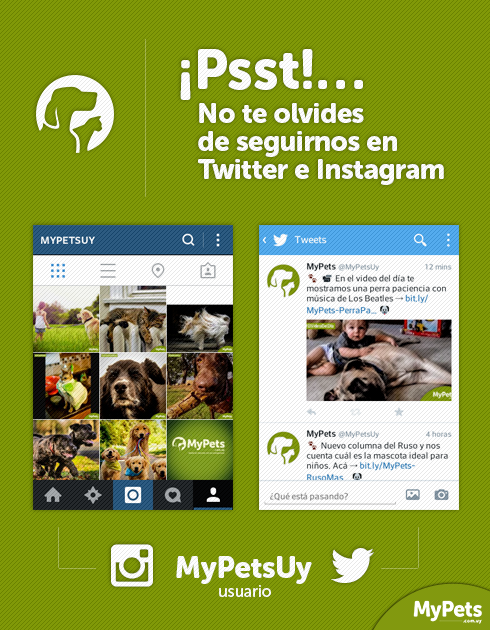 ¡Psst!...
No te olvides
de seguirnos en
Twitter e Instagram
MYPETSUY
MyPets
Tweets
MyPets @MyPetsUy 12 mins
En el video del día te
mostramos una perra paciencia con
música de Los Beatles → bit.ly/
MyPets-PerraPa...
MyPets
MyPets @MyPetsUy 4 horas
Nuevo columna del Ruso y nos
cuenta cuál es la mascota ideal para
niños. Acá → bit.ly/MyPets-
RusoMas...
¿Qué está pasando?
MyPetsUy
usuario
MyPets
.com.uy